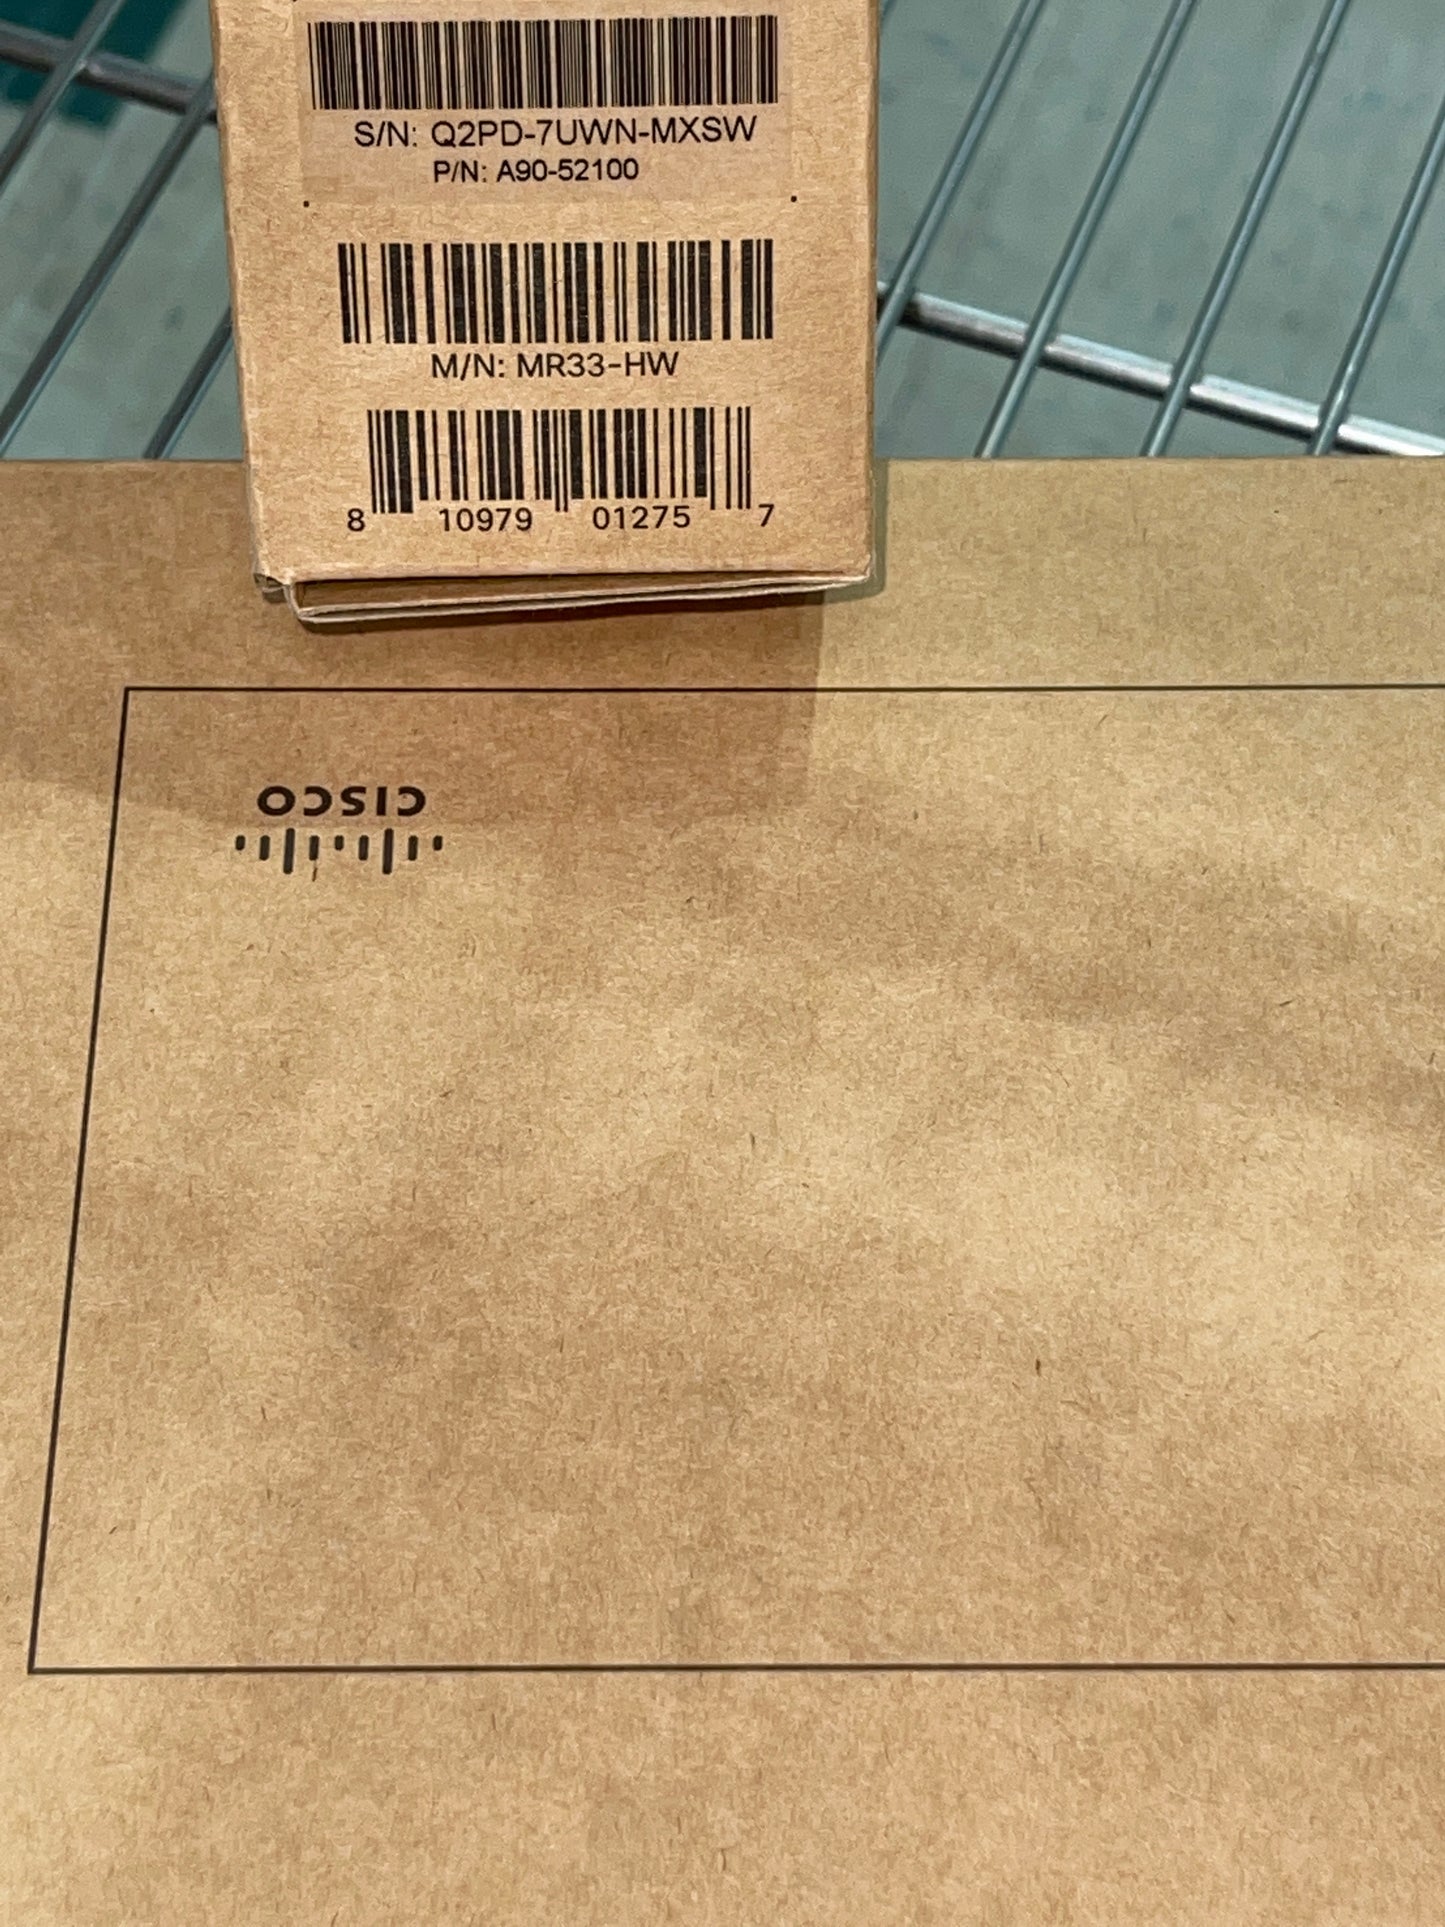 S/N: Q2PD-7UWN-MXSW
P/N: A90-52100
M/N: MR33-HW
8 10979 01275 7
CISCO